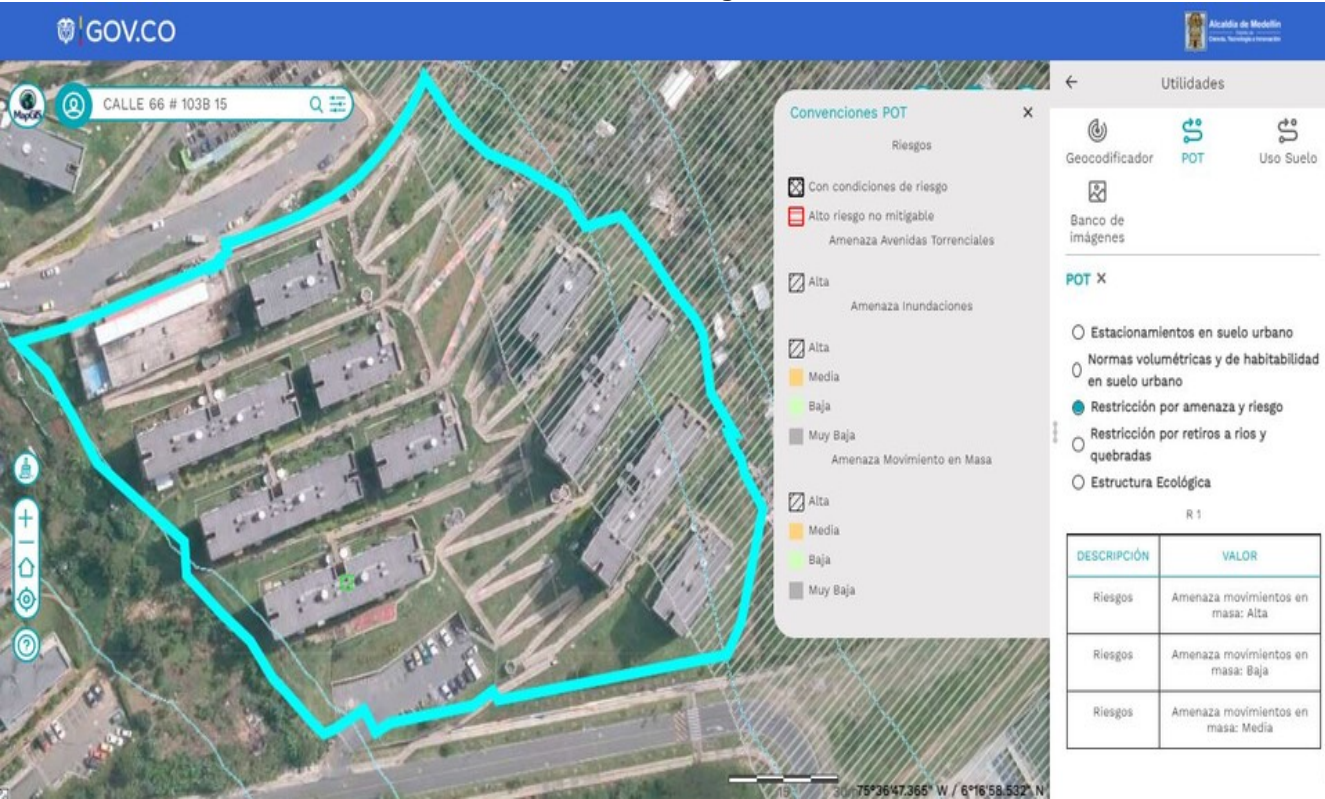 GOV.CO
Alcaldía de Medellín
Ciencia, Tecnología e Innovación
MapGIS
CALLE 66 # 103B 15
Convenciones POT
Riesgos
Con condiciones de riesgo
Alto riesgo no mitigable
Amenaza Avenidas Torrenciales
Alta
Amenaza Inundaciones
Alta
Media
Baja
Muy Baja
Amenaza Movimiento en Masa
Alta
Media
Baja
Muy Baja
Utilidades
Geocodificador
POT
Uso Suelo
Banco de
imágenes
POT
Estacionamientos en suelo urbano
Normas volumétricas y de habitabilidad
en suelo urbano
Restricción por amenaza y riesgo
Restricción por retiros a rios y
quebradas
Estructura Ecológica
R 1
DESCRIPCIÓN VALOR
Riesgos Amenaza movimientos en
masa: Alta
Riesgos Amenaza movimientos en
masa: Baja
Riesgos Amenaza movimientos en
masa: Media
75°36'47.365" W / 6°16'58.532" N